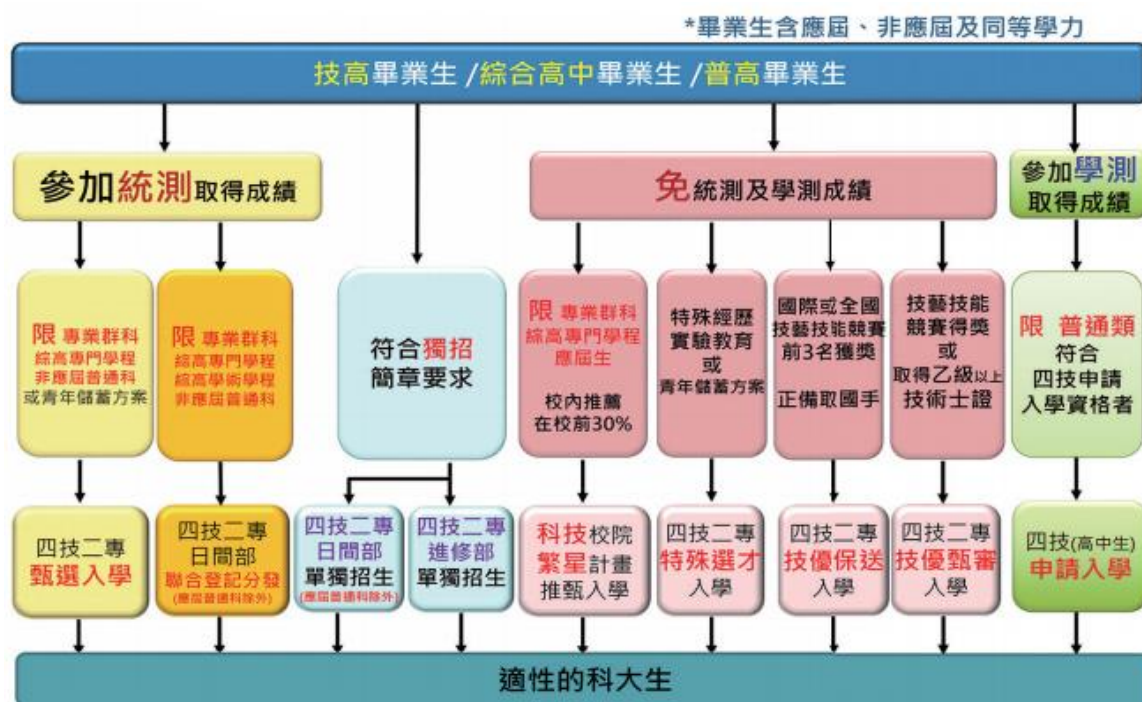 *畢業生含應屆、非應屆及同等學力
技高畢業生 /綜合高中畢業生 /普高畢業生
參加統測取得成績
免統測及學測成績
參加學測
取得成績
限 專業群科
綜高專門學程
非應屆普通科
或青年儲蓄方案
限 專業群科
綜高專門學程
綜高學術學程
非應屆普通科
符合獨招
簡章要求
限 專業群科
綜高專門學程
應屆生
校內推薦
在校前30%
特殊經歷
實驗教育
或
青年儲蓄方案
國際或全國
技藝技能競賽
前3名獲獎
正備取國手
技藝技能
競賽得獎
或
取得乙級以上
技術士證
限 普通類
符合
四技申請
入學資格者
四技二專
甄選入學
四技二專
日間部
聯合登記分發
(應屆普通科除外)
四技二專
日間部
單獨招生
(應屆普通科除外)
四技二專
進修部
單獨招生
科技校院
繁星計畫
推甄入學
四技二專
特殊選才
入學
四技二專
技優保送
入學
四技二專
技優甄審
入學
四技(高中生)
申請入學
適性的科大生